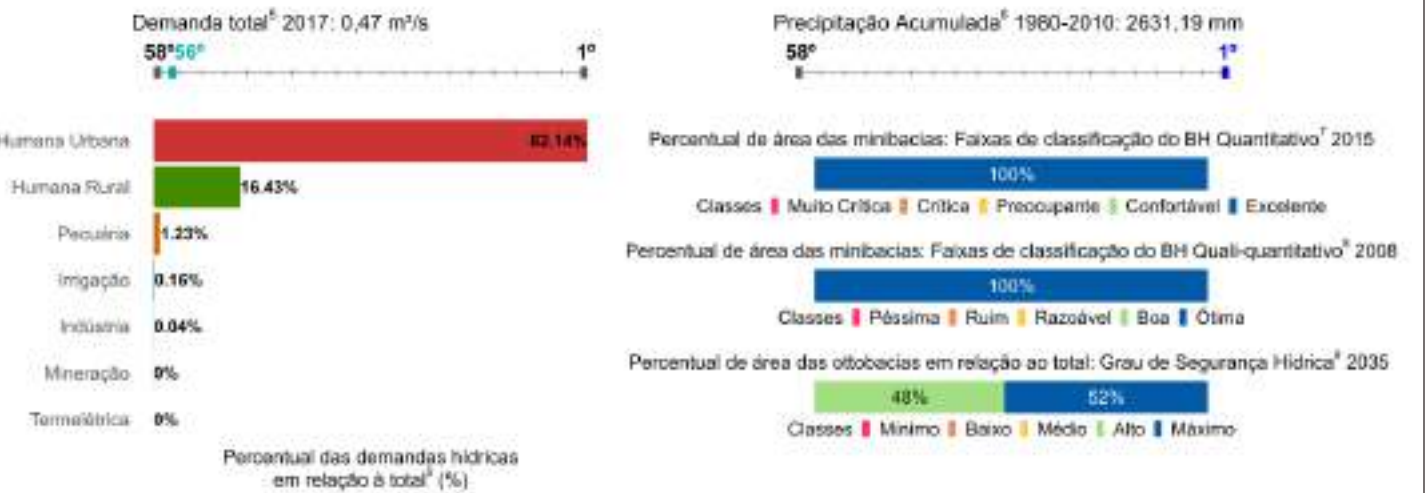 Demanda total⁶ 2017: 0,47 m³/s
58º 56º 1º
Humana Urbana 82.14%
Humana Rural 16.43%
Pecuária 1.23%
Irrigação 0.16%
Indústria 0.04%
Mineração 0%
Termelétrica 0%
Percentual das demandas hídricas
em relação à total (%)
Precipitação Acumulada⁶ 1980-2010: 2631,19 mm
58º 1º
Percentual de área das minibacias: Faixas de classificação do BH Quantitativo⁷ 2015
100%
Classes Muito Crítica Crítica Preocupante Confortável Excelente
Percentual de área das minibacias: Faixas de classificação do BH Quali-quantitativo⁸ 2008
100%
Classes Péssima Ruim Razoável Boa Ótima
Percentual de área das ottobacias em relação ao total: Grau de Segurança Hídrica 2035
48% 52%
Classes Mínimo Baixo Médio Alto Máximo